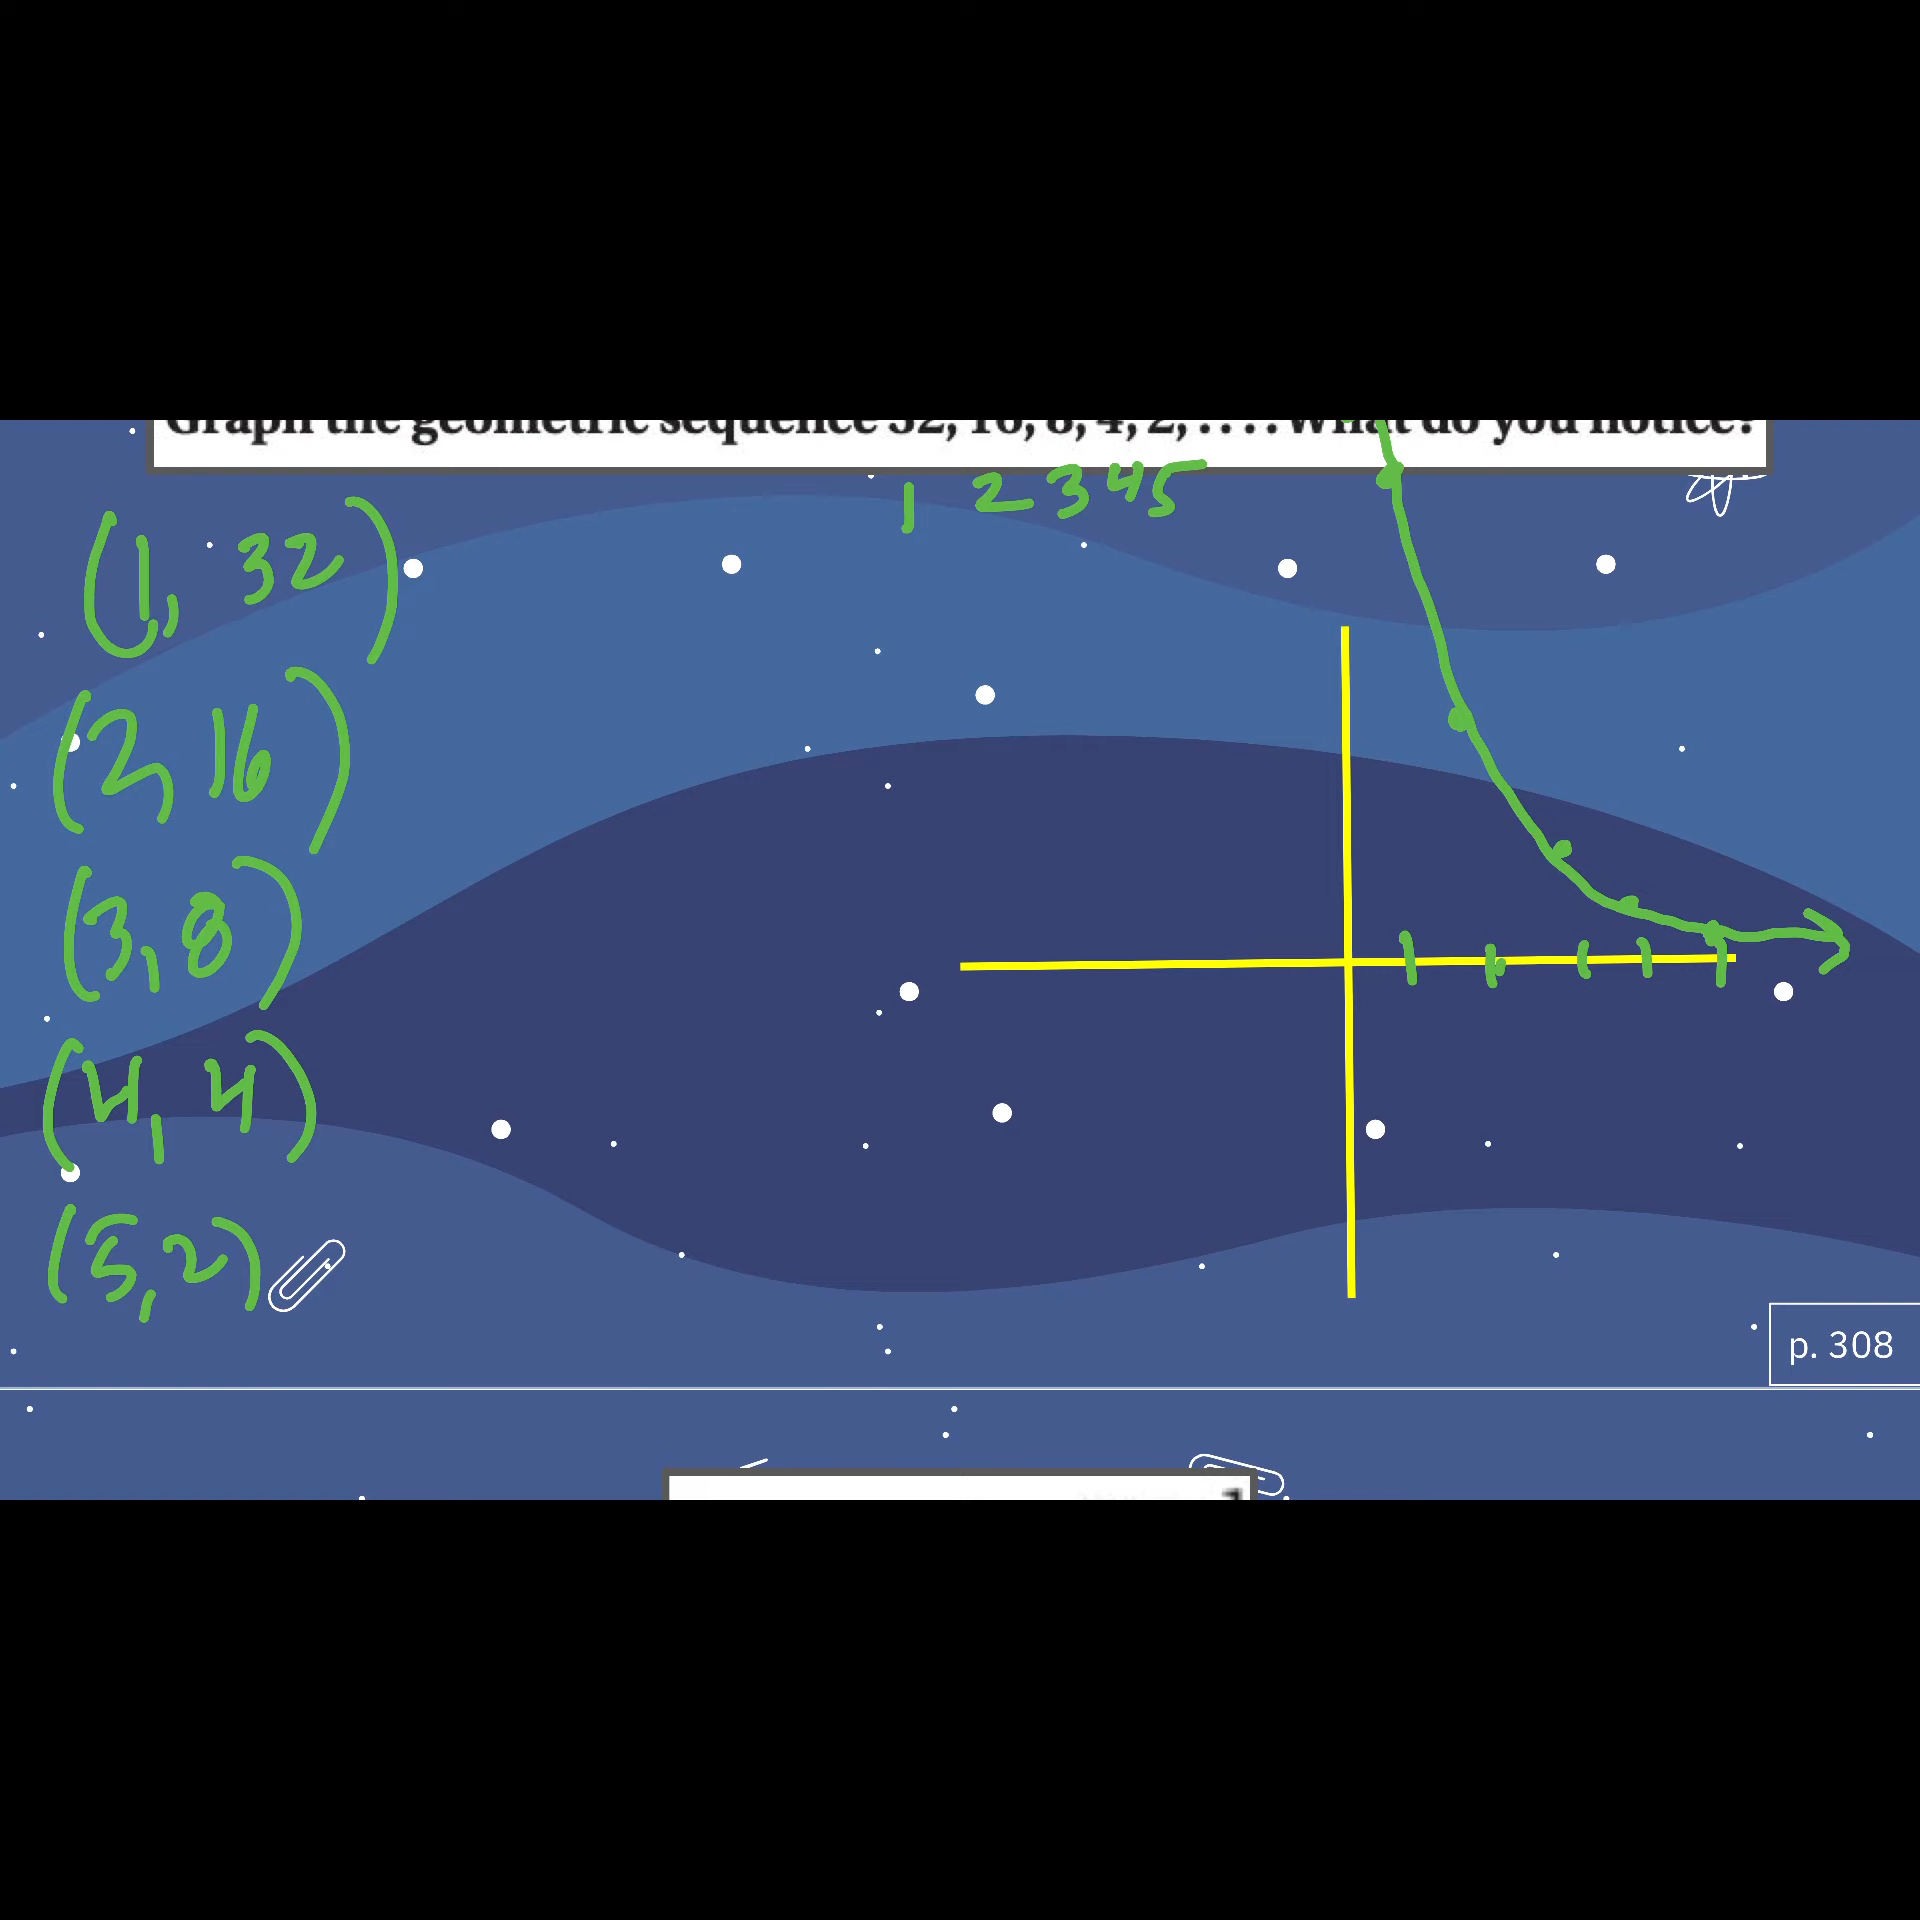 Graph the geometric sequence 32, 16, 8, 4, 2, . . . . What do you notice?
1 2 3 4 5
(1, 32)
(2, 16)
(3, 8)
(4, 4)
(5, 2)
p. 308